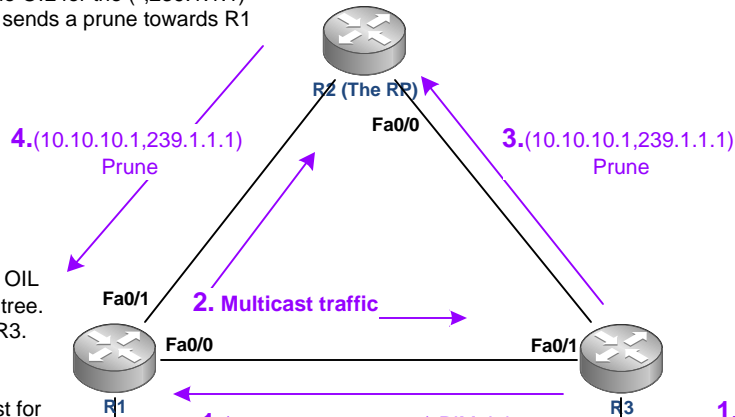 sends a prune towards R1
R2 (The RP)
Fa0/0
4.(10.10.10.1,239.1.1.1)
Prune
3.(10.10.10.1,239.1.1.1)
Prune
OIL
tree.
R3.
Fa0/1
2. Multicast traffic
Fa0/0
Fa0/1
R1
R3
st for
1.